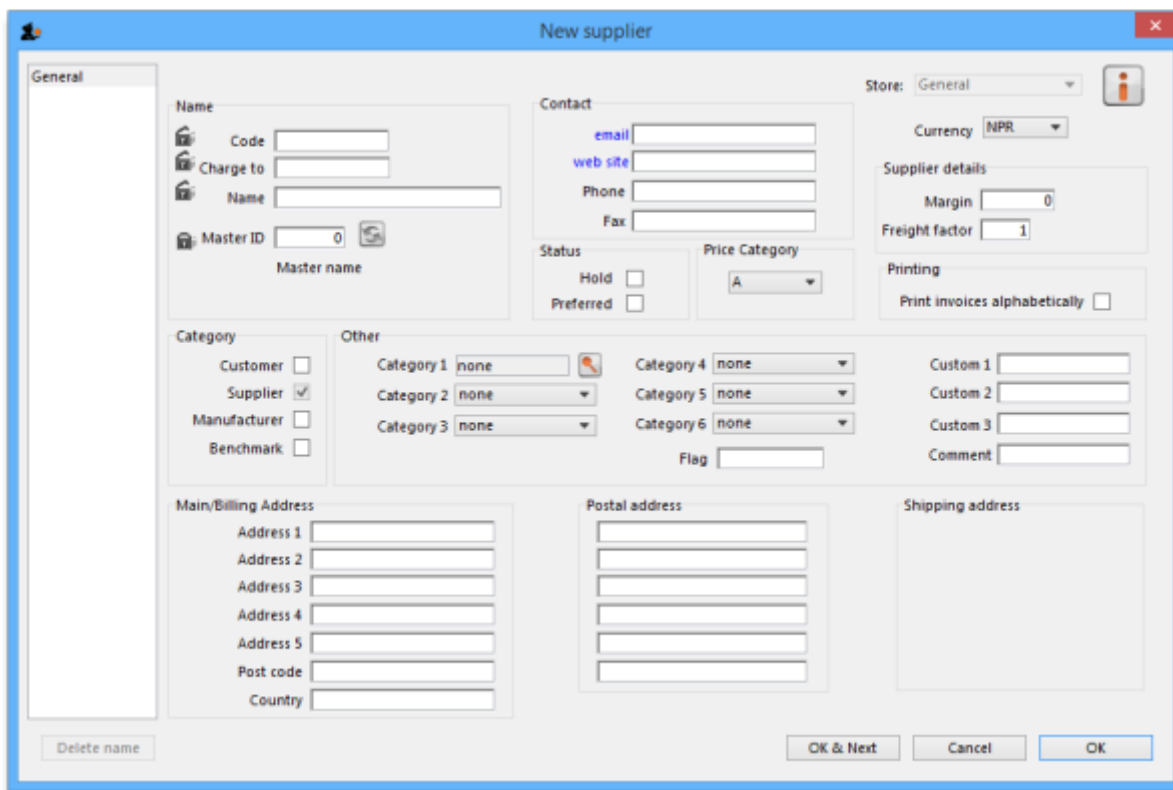 New supplier
General
Store: General
Currency NPR
Name
Code
Charge to
Name
Master ID 0
Master name
Contact
email
web site
Phone
Fax
Supplier details
Margin 0
Freight factor 1
Status
Hold
Preferred
Price Category
A
Printing
Print invoices alphabetically
Category
Customer
Supplier
Manufacturer
Benchmark
Other
Category 1 none
Category 2 none
Category 3 none
Category 4 none
Category 5 none
Category 6 none
Flag
Custom 1
Custom 2
Custom 3
Comment
Main/Billing Address
Address 1
Address 2
Address 3
Address 4
Address 5
Post code
Country
Postal address
Shipping address
Delete name
OK & Next
Cancel
OK